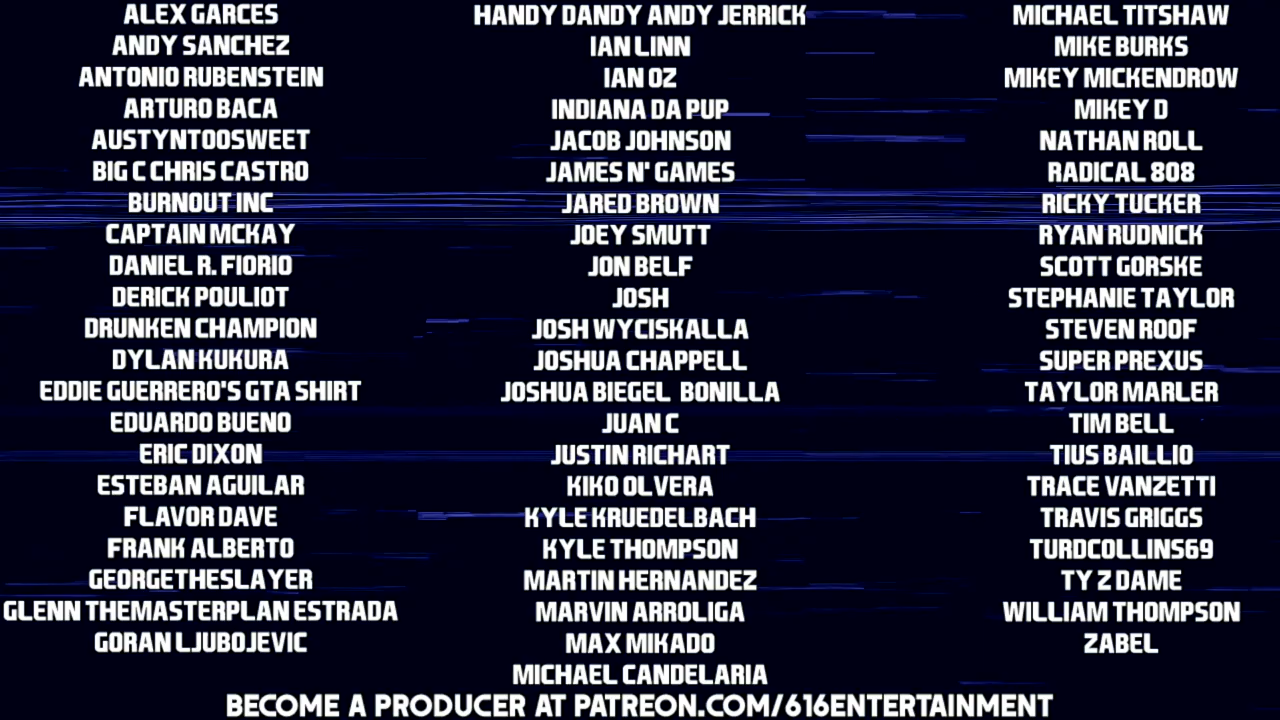 ALEX GARCES
ANDY SANCHEZ
ANTONIO RUBENSTEIN
ARTURO BACA
AUSTYNTOOSWEET
BIG C CHRIS CASTRO
BURNOUT INC
CAPTAIN MCKAY
DANIEL R. FIORIO
DERICK POULIOT
DRUNKEN CHAMPION
DYLAN KUKURA
EDDIE GUERRERO'S GTA SHIRT
EDUARDO BUENO
ERIC DIXON
ESTEBAN AGUILAR
FLAVOR DAVE
FRANK ALBERTO
GEORGETHESLAYER
GLENN THEMASTERPLAN ESTRADA
GORAN LJUBOJEVIC
HANDY DANDY ANDY JERRICK
IAN LINN
IAN OZ
INDIANA DA PUP
JACOB JOHNSON
JAMES N' GAMES
JARED BROWN
JOEY SMUTT
JON BELF
JOSH
JOSH WYCISKALLA
JOSHUA CHAPPELL
JOSHUA BIEGEL BONILLA
JUAN C
JUSTIN RICHART
KIKO OLVERA
KYLE KRUEDELBACH
KYLE THOMPSON
MARTIN HERNANDEZ
MARVIN ARROLIGA
MAX MIKADO
MICHAEL CANDELARIA
MICHAEL TITSHAW
MIKE BURKS
MIKEY MICKENDROW
MIKEY D
NATHAN ROLL
RADICAL 808
RICKY TUCKER
RYAN RUDNICK
SCOTT GORSKE
STEPHANIE TAYLOR
STEVEN ROOF
SUPER PREXUS
TAYLOR MARLER
TIM BELL
TIUS BAILLIO
TRACE VANZETTI
TRAVIS GRIGGS
TURDCOLLINS69
TY Z DAME
WILLIAM THOMPSON
ZABEL
BECOME A PRODUCER AT PATREON.COM/616ENTERTAINMENT